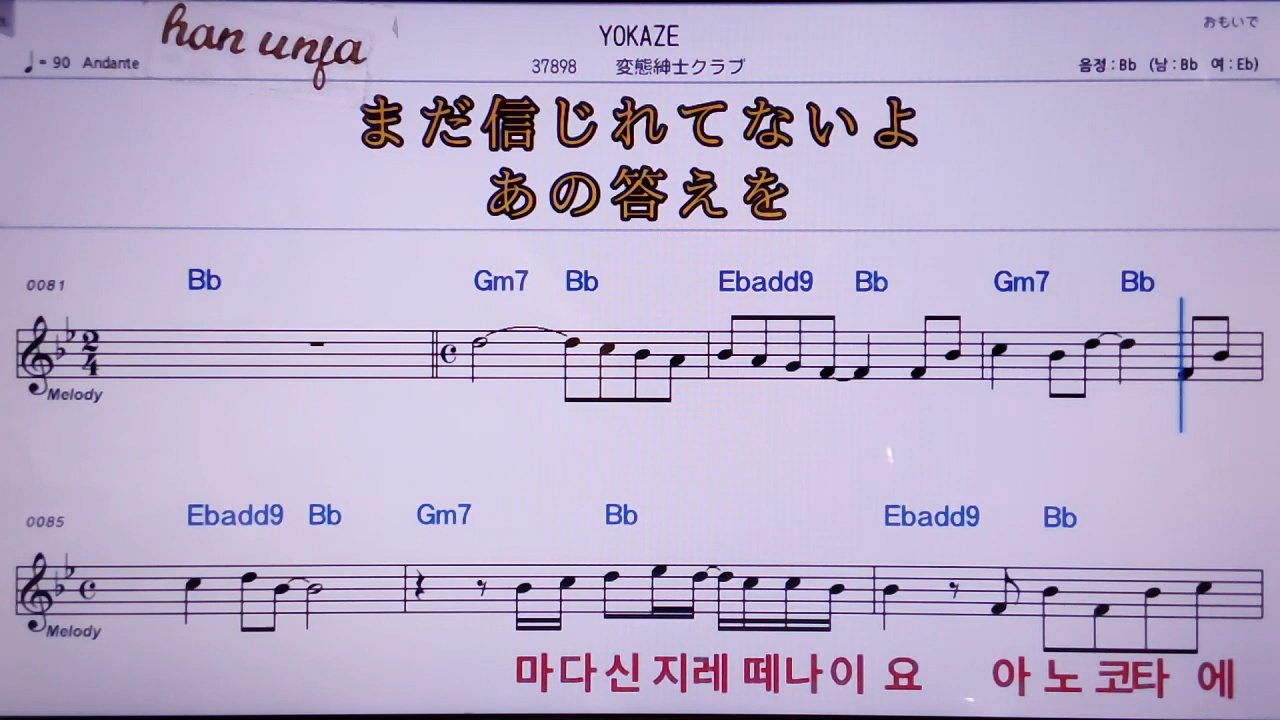 han unja
YOKAZE
おもいで
♩= 90 Andante
37898 変態紳士クラブ
음정 : Bb (남 : Bb 여 : Eb)
まだ信じれてないよ
あの答えを
0081 Bb Gm7 Bb Ebadd9 Bb Gm7 Bb
2
4
Melody
0085 Ebadd9 Bb Gm7 Bb Ebadd9 Bb
Melody
마다신 지레 떼나이 요 아 노 코타 에